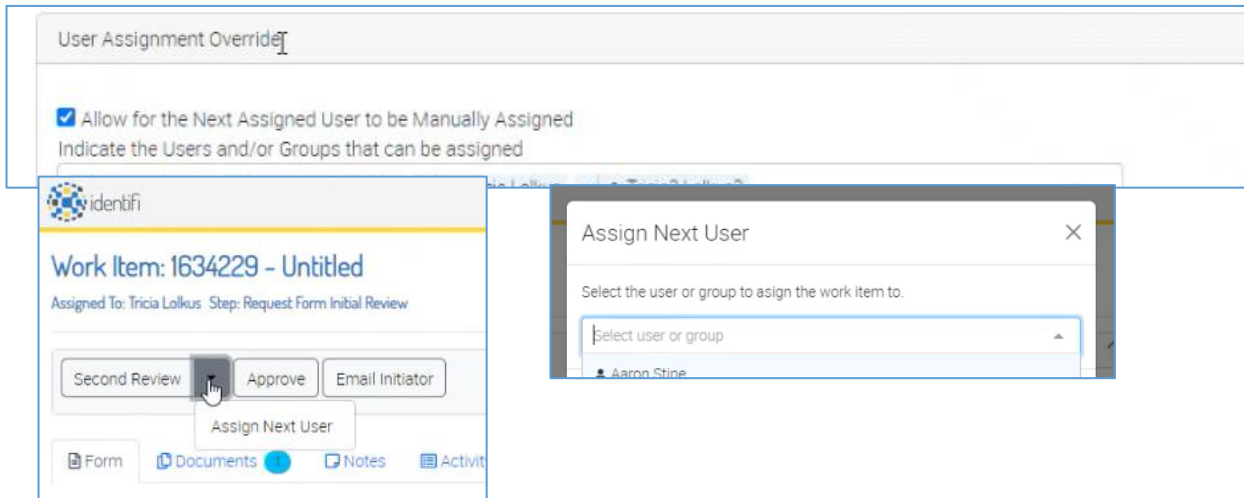 User Assignment Override
Allow for the Next Assigned User to be Manually Assigned
Indicate the Users and/or Groups that can be assigned
identifi
Work Item: 1634229 - Untitled
Assigned To: Tricia Lolkus Step: Request Form Initial Review
Second Review Approve Email Initiator
Assign Next User
Form Documents 1 Notes Activit
Assign Next User
Select the user or group to asign the work item to.
Select user or group
Aaron Stine